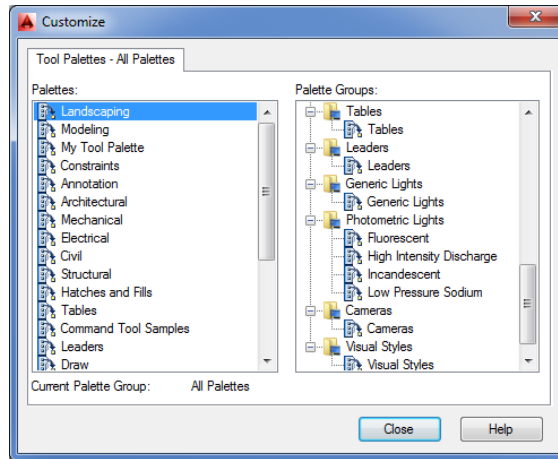 Customize
Tool Palettes - All Palettes
Palettes:
Landscaping
Modeling
My Tool Palette
Constraints
Annotation
Architectural
Mechanical
Electrical
Civil
Structural
Hatches and Fills
Tables
Command Tool Samples
Leaders
Draw
Palette Groups:
Tables
Tables
Leaders
Leaders
Generic Lights
Generic Lights
Photometric Lights
Fluorescent
High Intensity Discharge
Incandescent
Low Pressure Sodium
Cameras
Cameras
Visual Styles
Visual Styles
Current Palette Group: All Palettes
Close
Help